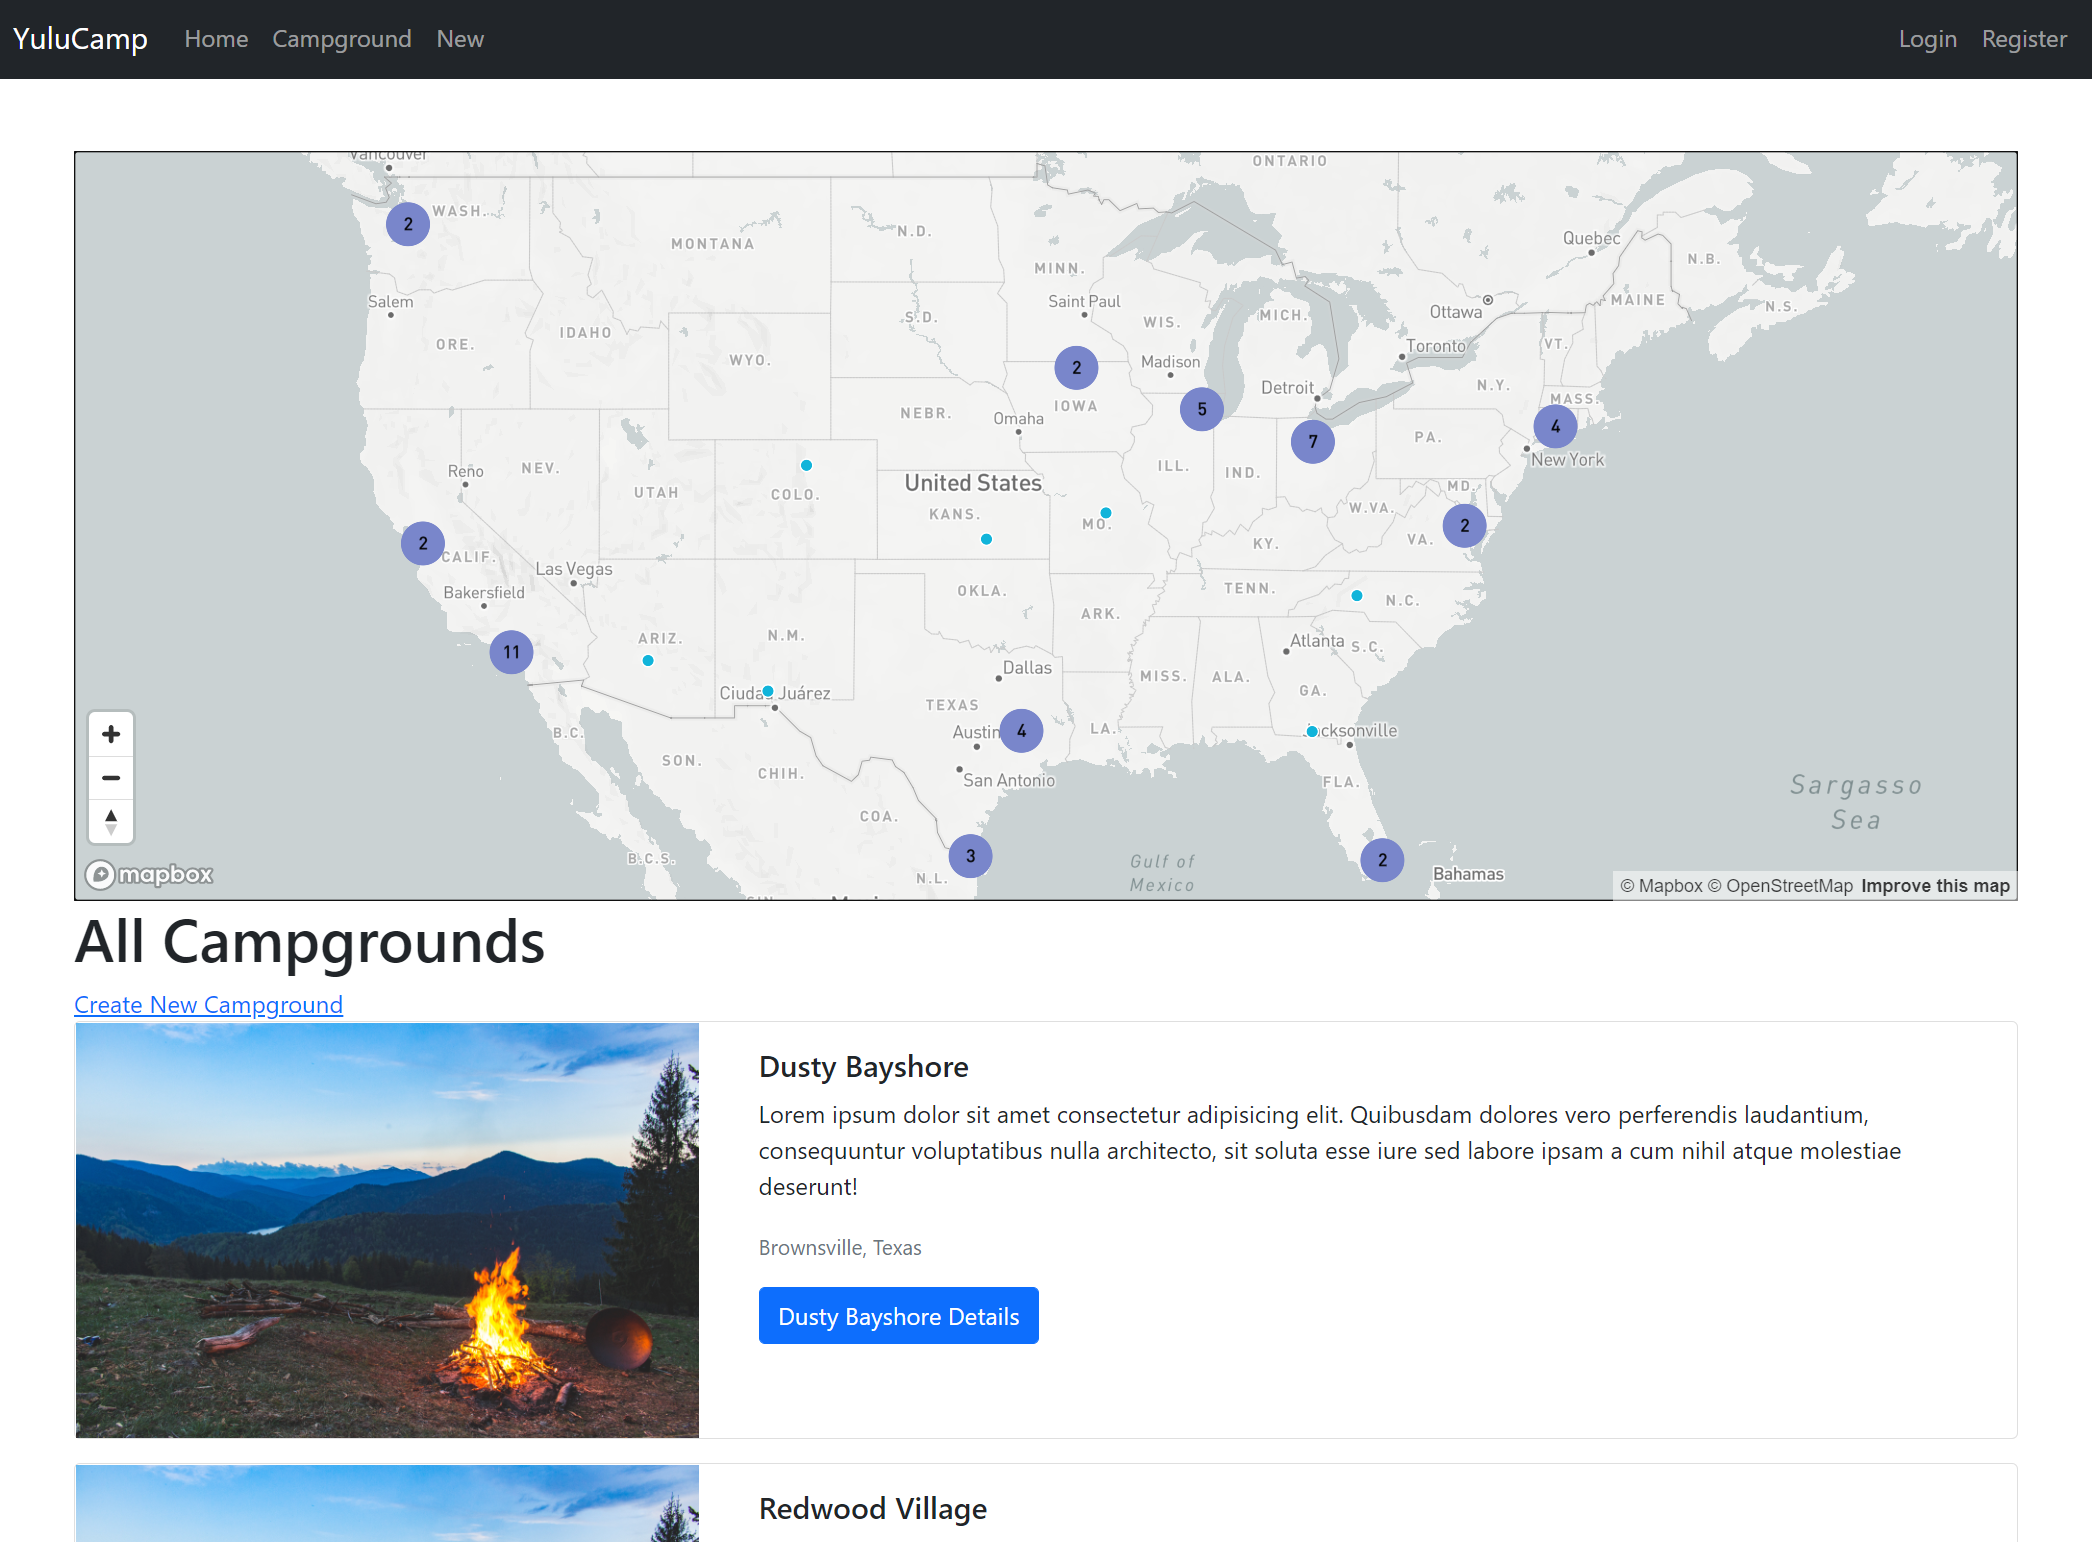 YuluCamp Home Campground New Login Register
Vancouver
ONTARIO
WASH.
2
MONTANA
N.D.
MINN.
Quebec
N.B.
Salem
Saint Paul
Ottawa
MAINE
N.S.
S.D.
WIS.
MICH.
IDAHO
ORE.
WYO.
Toronto
VT.
2
Madison
Detroit
N.Y.
MASS.
NEBR.
Omaha
IOWA
5
7
4
PA.
New York
Reno
NEV.
UTAH
COLO.
United States
ILL.
IND.
MD.
KANS.
MO.
W.VA.
2
VA.
2
CALIF.
KY.
Las Vegas
Bakersfield
OKLA.
TENN.
N.C.
ARK.
11
ARIZ.
N.M.
Atlanta
S.C.
Dallas
Ciudad Juárez
MISS.
ALA.
GA.
TEXAS
Austin
4
LA.
Jacksonville
B.C.
SON.
CHIH.
San Antonio
FLA.
Sargasso
Sea
COA.
B.C.S.
3
N.L.
Gulf of
Mexico
2
Bahamas
mapbox
© Mapbox © OpenStreetMap Improve this map
All Campgrounds
Create New Campground
Dusty Bayshore
Lorem ipsum dolor sit amet consectetur adipisicing elit. Quibusdam dolores vero perferendis laudantium,
consequuntur voluptatibus nulla architecto, sit soluta esse iure sed labore ipsam a cum nihil atque molestiae
deserunt!
Brownsville, Texas
Dusty Bayshore Details
Redwood Village